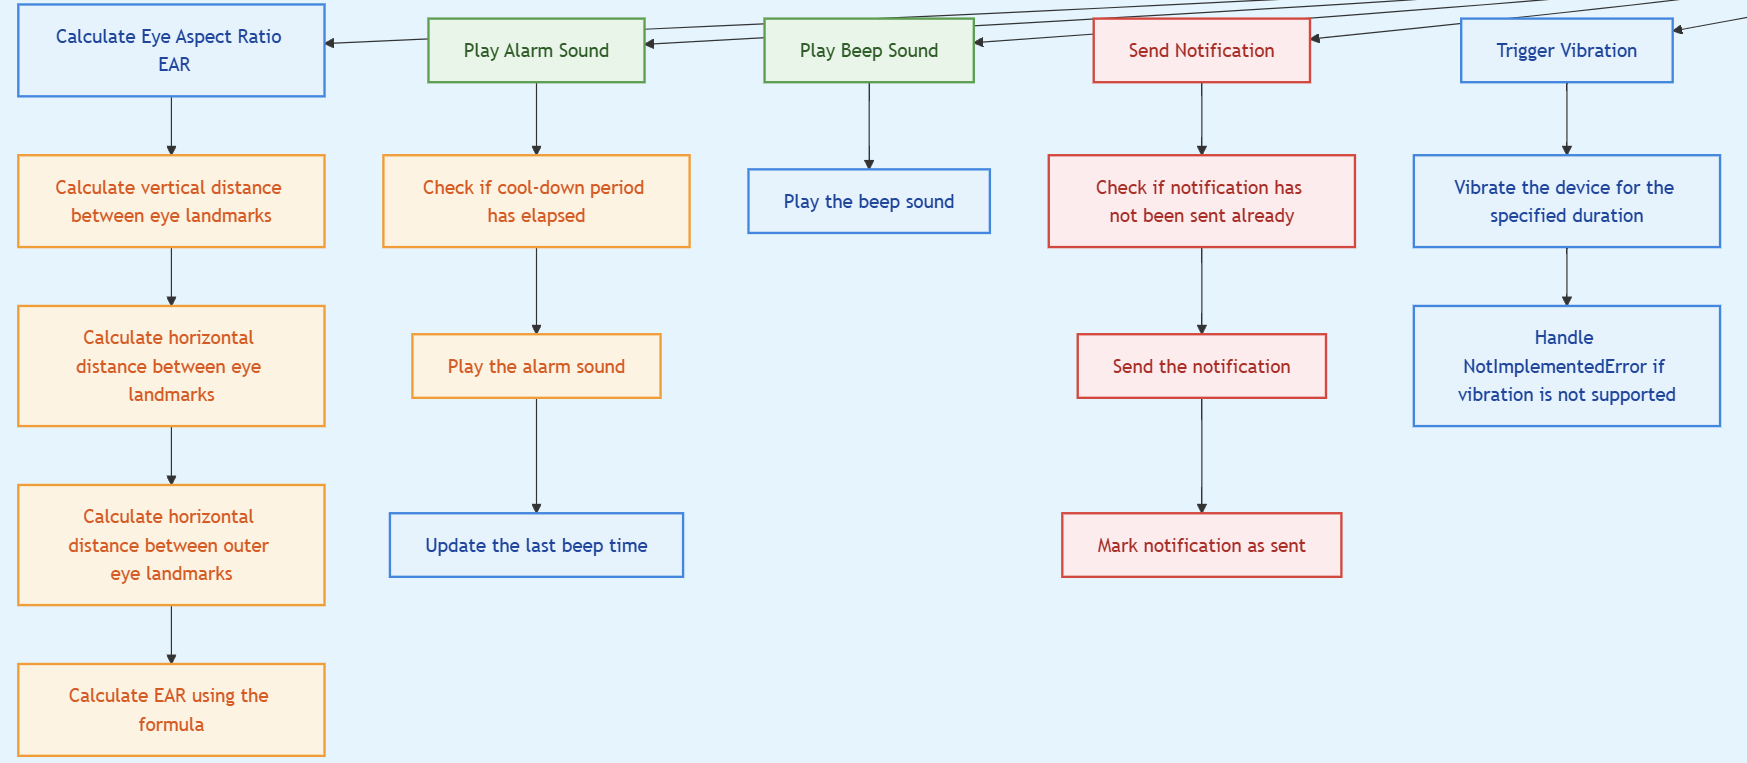 Calculate Eye Aspect Ratio
EAR
Play Alarm Sound
Play Beep Sound
Send Notification
Trigger Vibration
Calculate vertical distance
between eye landmarks
Check if cool-down period
has elapsed
Play the beep sound
Check if notification has
not been sent already
Vibrate the device for the
specified duration
Calculate horizontal
distance between eye
landmarks
Play the alarm sound
Send the notification
Handle
NotImplementedError if
vibration is not supported
Calculate horizontal
distance between outer
eye landmarks
Update the last beep time
Mark notification as sent
Calculate EAR using the
formula